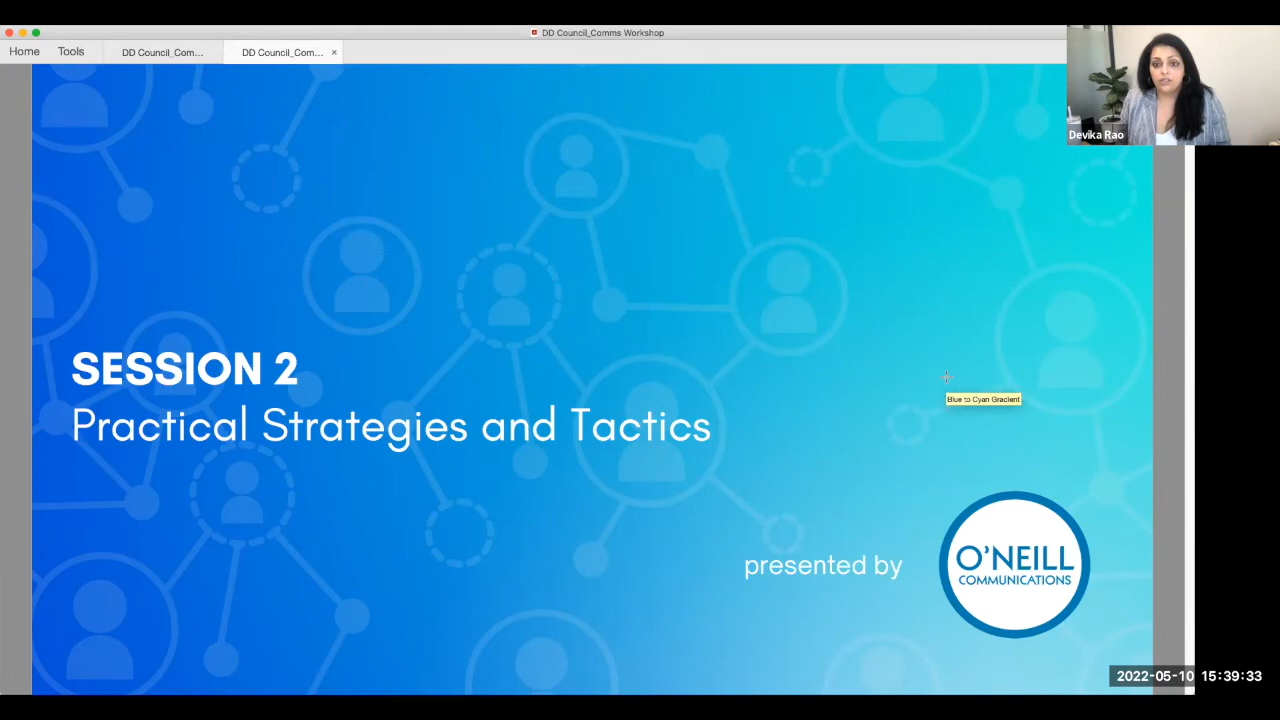 DD Council_Comms Workshop
Home
Tools
DD Council_Com...
DD Council_Com... ×
Devika Rao
SESSION 2
Practical Strategies and Tactics
Blue to Cyan Gradient
presented by
O'NEILL
COMMUNICATIONS
2022-05-10 15:39:33